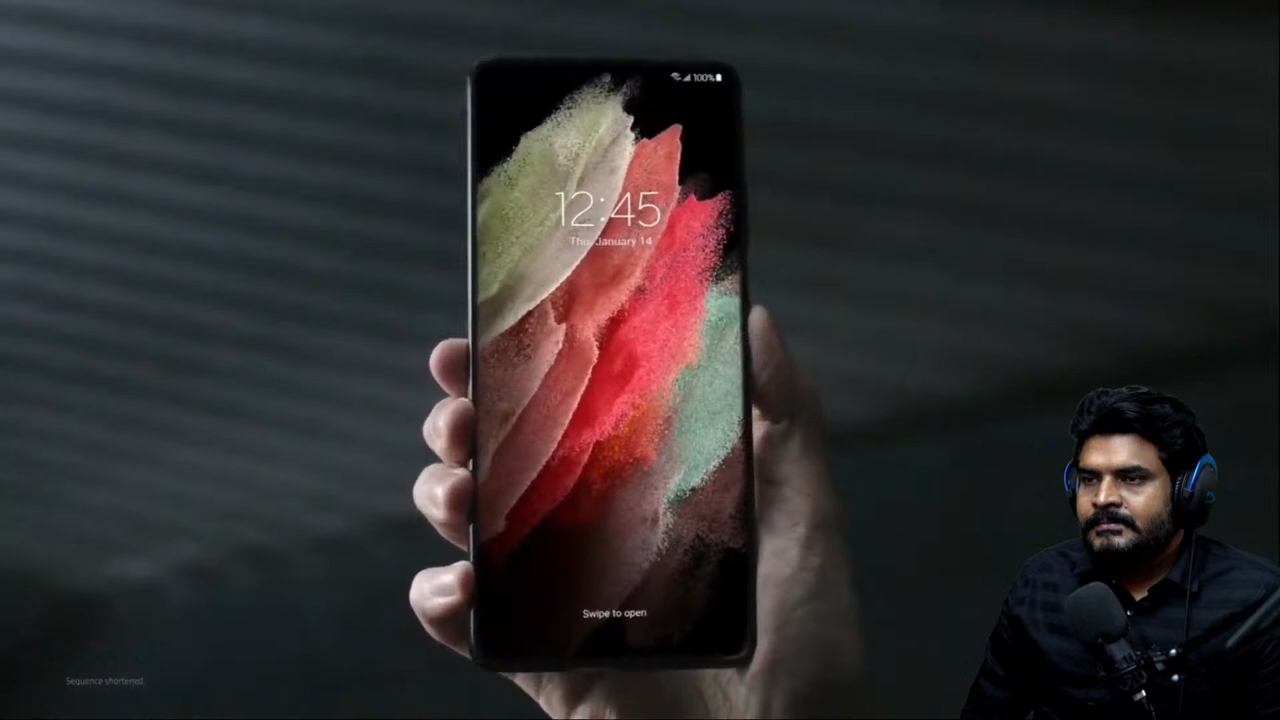 100%
12:45
Thu, January 14
Swipe to open
Sequence shortened.